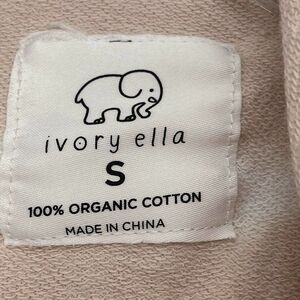 ivory ella
S
100% ORGANIC COTTON
MADE IN CHINA